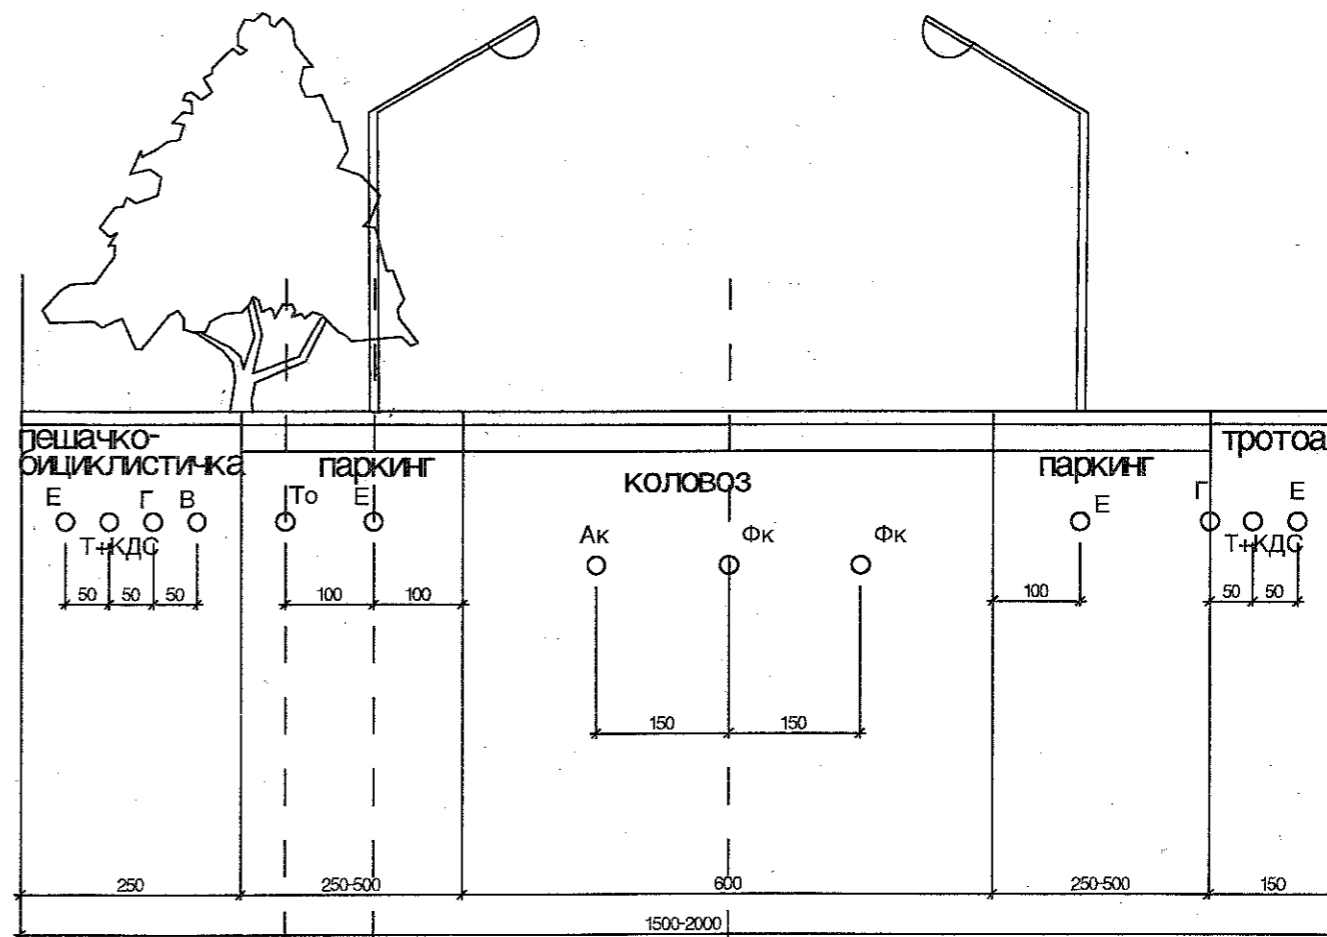 пешачко-
бициклистичка
паркинг
коловоз
паркинг
тротоа
Е
Г
В
То
Е
Е
Г
Е
Т+КДС
Т+КДС
Ак
Фк
Фк
50
50
50
100
100
100
50
50
150
150
250
250-500
600
250-500
150
1500-2000